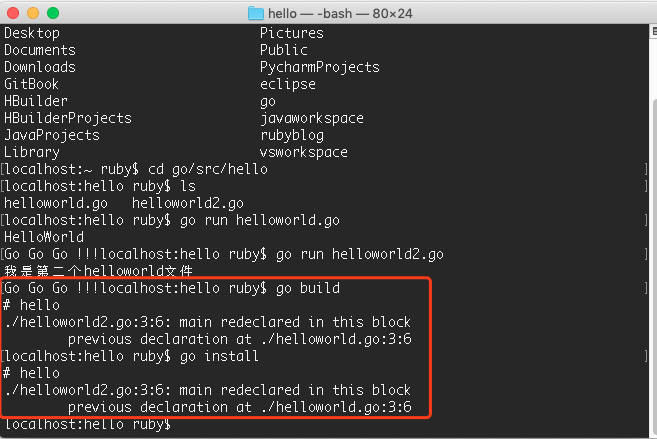 hello — -bash — 80×24
Desktop Pictures
Documents Public
Downloads PycharmProjects
GitBook eclipse
HBuilder go
HBuilderProjects javaworkspace
JavaProjects rubyblog
Library vsworkspace
[localhost:~ ruby$ cd go/src/hello ]
[localhost:hello ruby$ ls ]
helloworld.go helloworld2.go
[localhost:hello ruby$ go run helloworld.go ]
HelloWorld
[Go Go Go !!!localhost:hello ruby$ go run helloworld2.go ]
我是第二个helloworld文件
[Go Go Go !!!localhost:hello ruby$ go build ]
# hello
./helloworld2.go:3:6: main redeclared in this block
previous declaration at ./helloworld.go:3:6
[localhost:hello ruby$ go install ]
# hello
./helloworld2.go:3:6: main redeclared in this block
previous declaration at ./helloworld.go:3:6
localhost:hello ruby$